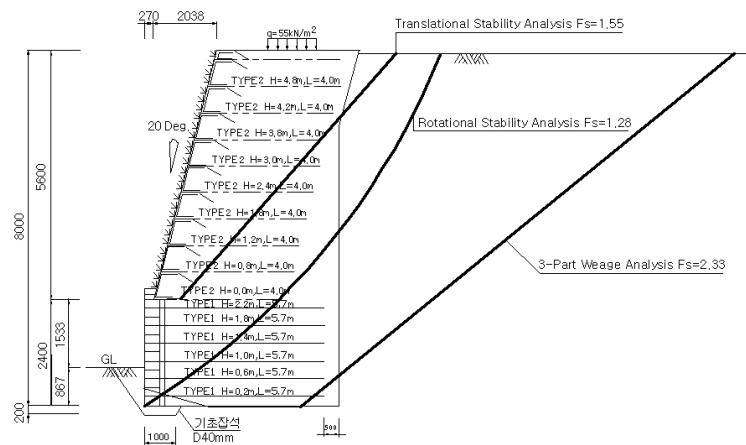 270 2038
q=55kN/m²
Translational Stability Analysis Fs=1.55
TYPE2 H=4.8m,L=4.0m
TYPE2 H=4.2m,L=4.0m
Rotational Stability Analysis Fs=1.28
20 Deg.
TYPE2 H=3.8m,L=4.0m
TYPE2 H=3.0m,L=4.0m
TYPE2 H=2.4m,L=4.0m
TYPE2 H=1.8m,L=4.0m
TYPE2 H=1.2m,L=4.0m
3-Part Weage Analysis Fs=2.33
TYPE2 H=0.8m,L=4.0m
TYPE2 H=0.0m,L=4.0m
TYPE1 H=2.2m,L=5.7m
TYPE1 H=1.8m,L=5.7m
TYPE1 H=1.4m,L=5.7m
TYPE1 H=1.0m,L=5.7m
TYPE1 H=0.6m,L=5.7m
TYPE1 H=0.2m,L=5.7m
8000
5600
2400
1533
867
200
GL
기초잡석
D40mm
1000
500